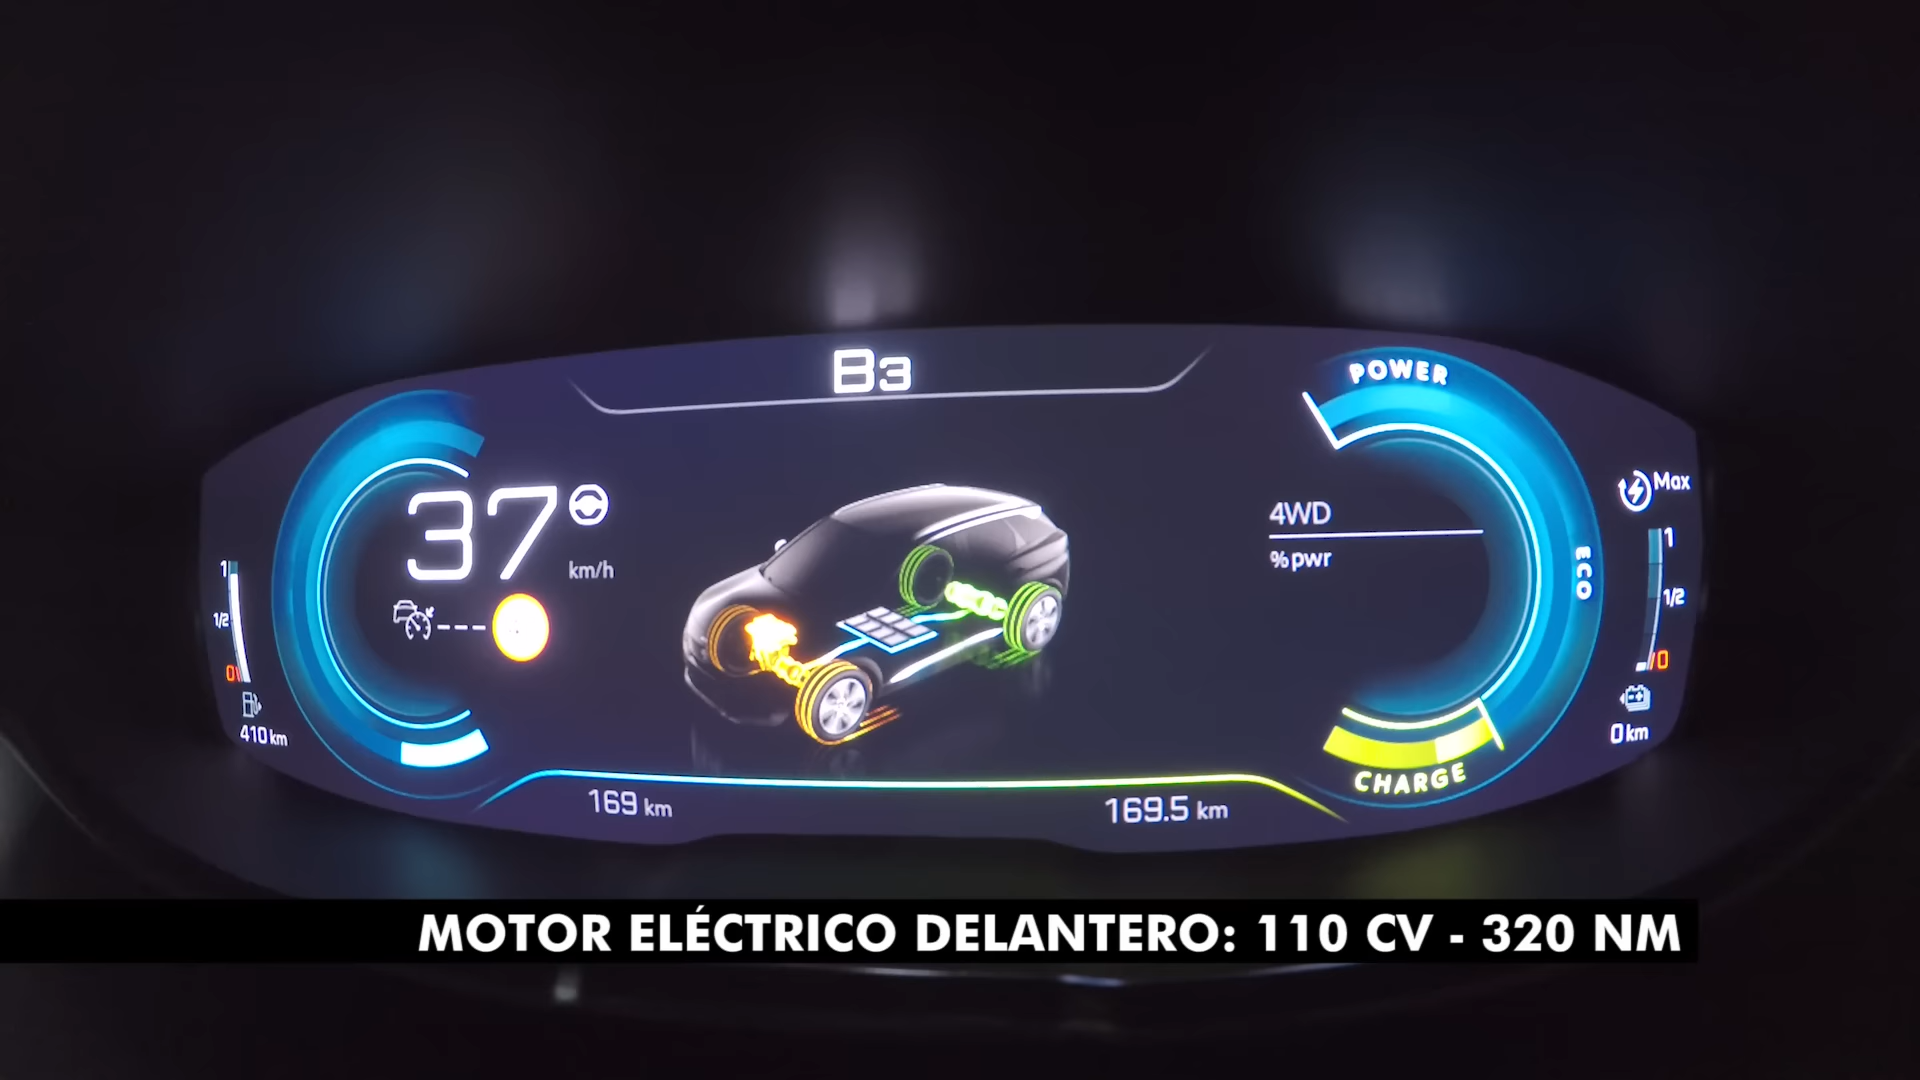 B3
POWER
37
km/h
---
4WD
%pwr
ECO
Max
1
1/2
0
410 km
1
1/2
0
0 km
CHARGE
169 km
169.5 km
MOTOR ELÉCTRICO DELANTERO: 110 CV - 320 NM